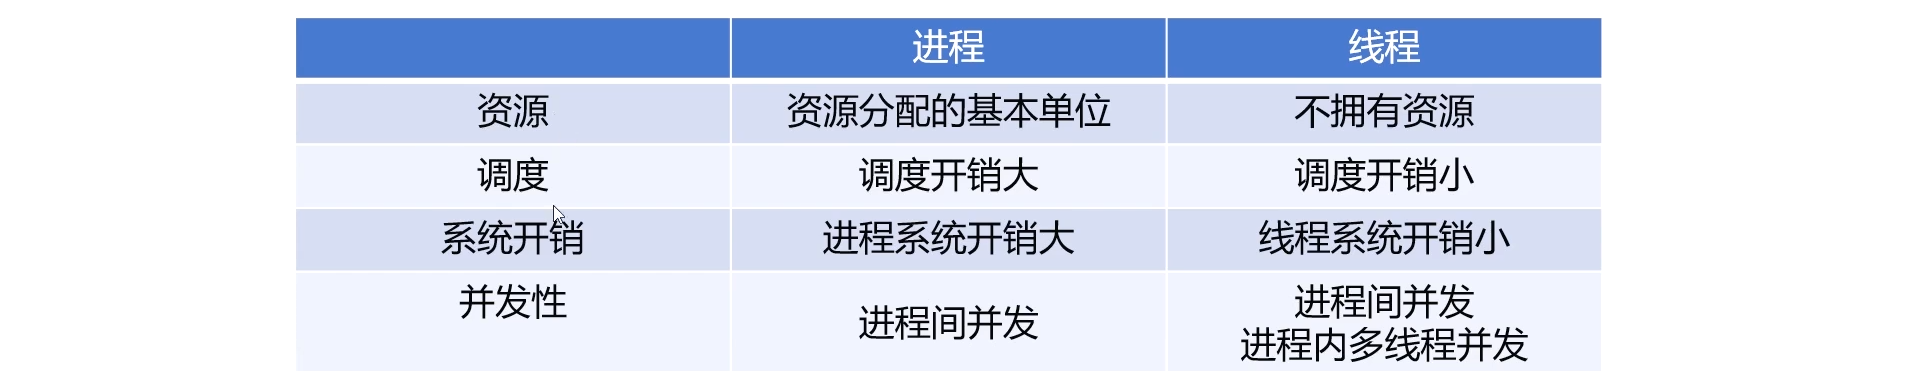 进程
线程
资源
资源分配的基本单位
不拥有资源
调度
调度开销大
调度开销小
系统开销
进程系统开销大
线程系统开销小
并发性
进程间并发
进程间并发
进程内多线程并发